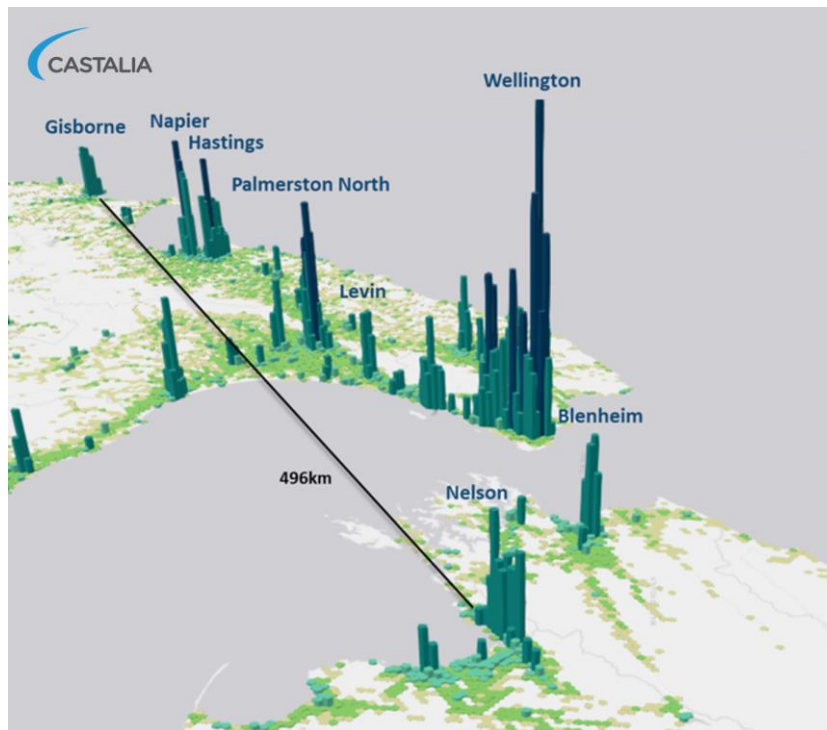 CASTALIA
Wellington
Gisborne
Napier
Hastings
Palmerston North
Levin
Blenheim
496km
Nelson